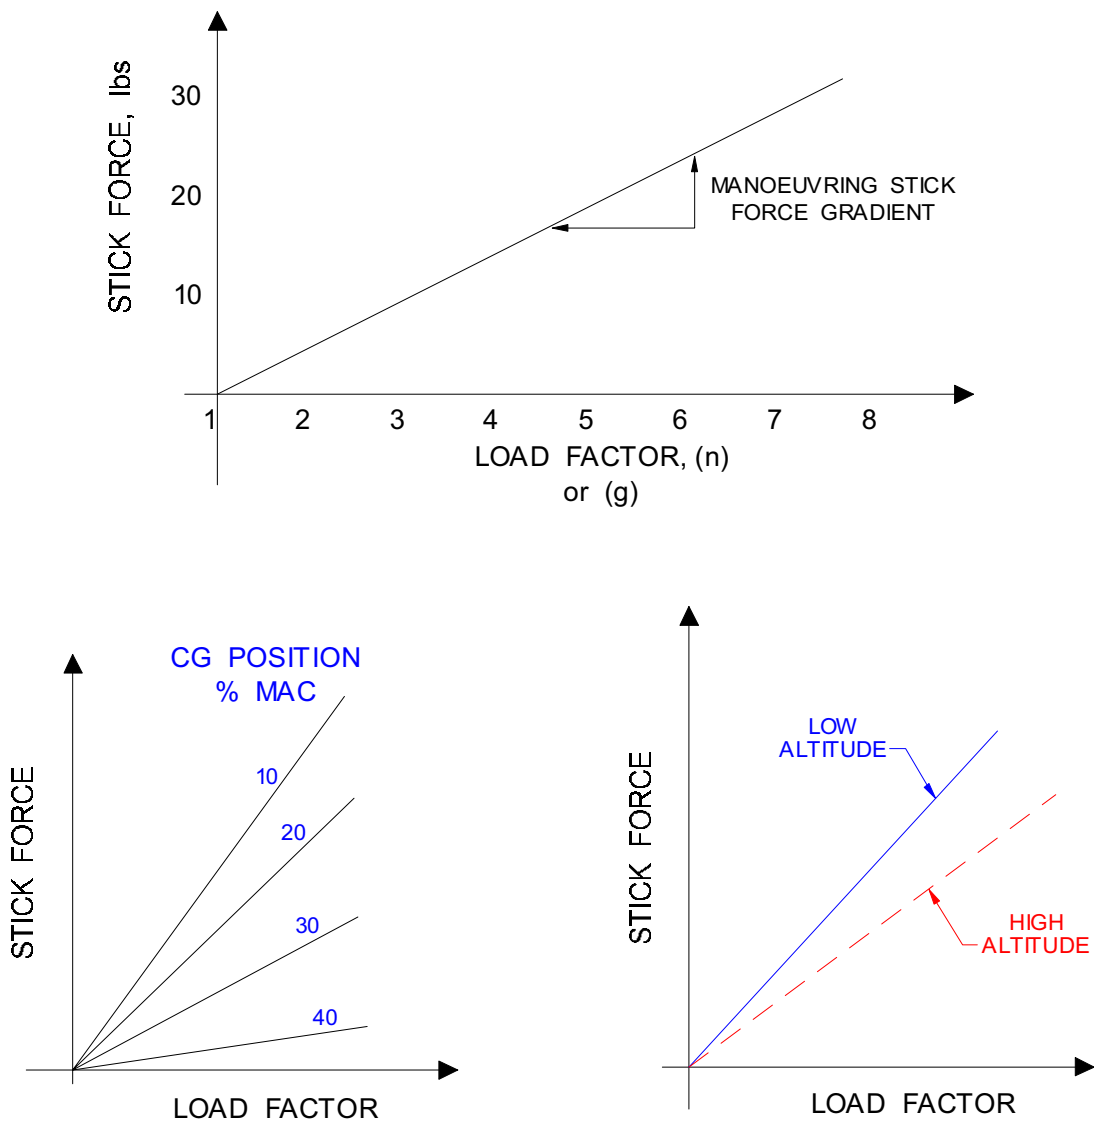 STICK FORCE, lbs
30
20
10
MANOEUVRING STICK
FORCE GRADIENT
1 2 3 4 5 6 7 8
LOAD FACTOR, (n)
or (g)
CG POSITION
% MAC
10
20
30
40
STICK FORCE
LOAD FACTOR
LOW
ALTITUDE
HIGH
ALTITUDE
STICK FORCE
LOAD FACTOR